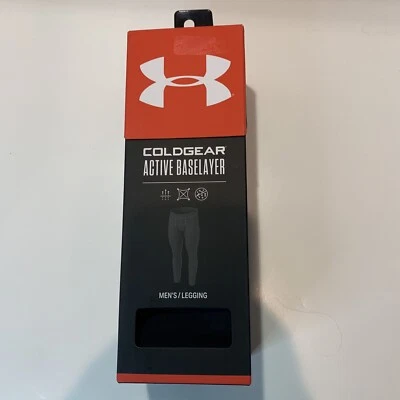 COLDGEAR
ACTIVE BASELAYER
MEN'S / LEGGING